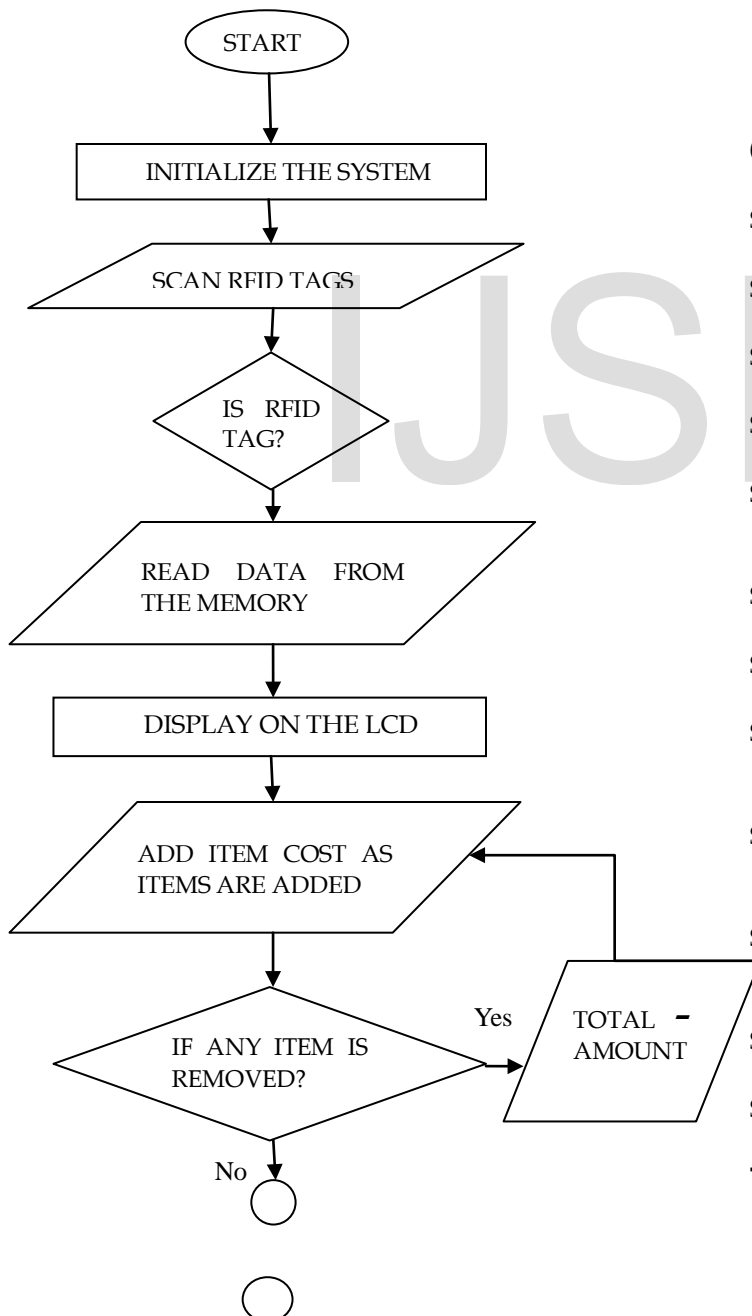 START
INITIALIZE THE SYSTEM
SCAN RFID TAGS
IS RFID
TAG?
READ DATA FROM
THE MEMORY
DISPLAY ON THE LCD
ADD ITEM COST AS
ITEMS ARE ADDED
IF ANY ITEM IS
REMOVED?
Yes
TOTAL -
AMOUNT
No